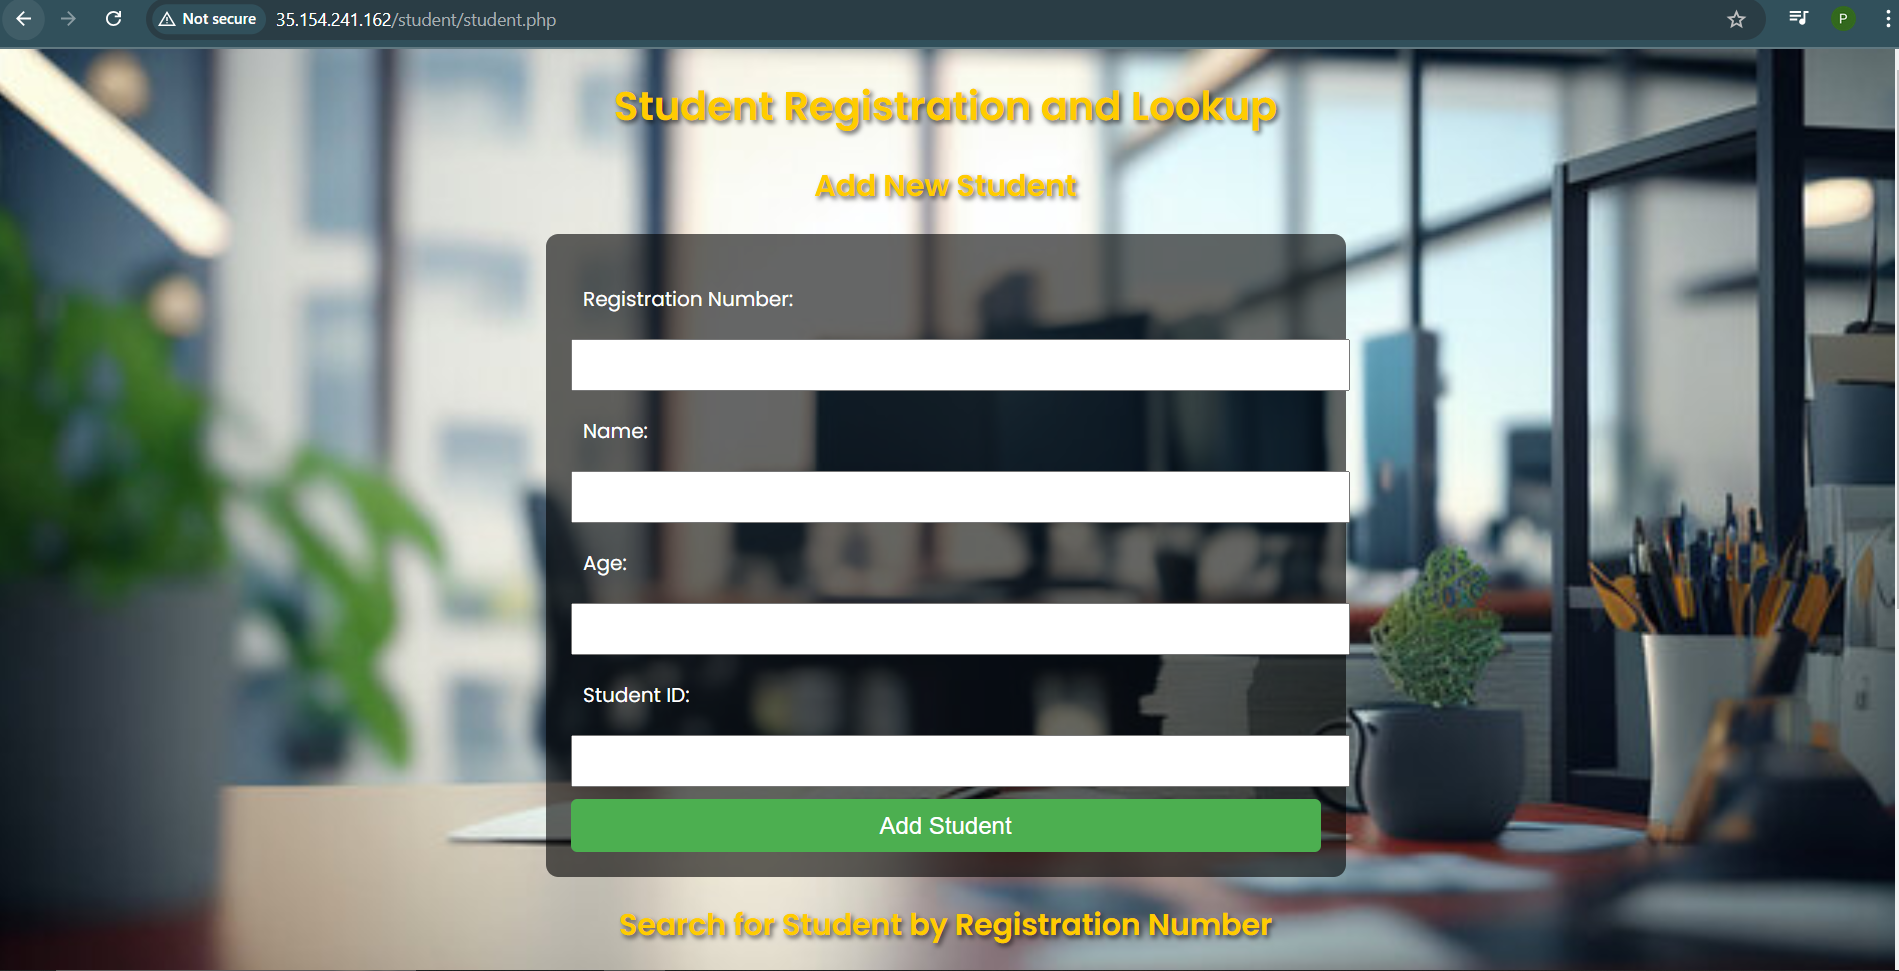 Not secure 35.154.241.162/student/student.php P
Student Registration and Lookup
Add New Student
Registration Number:
Name:
Age:
Student ID:
Add Student
Search for Student by Registration Number